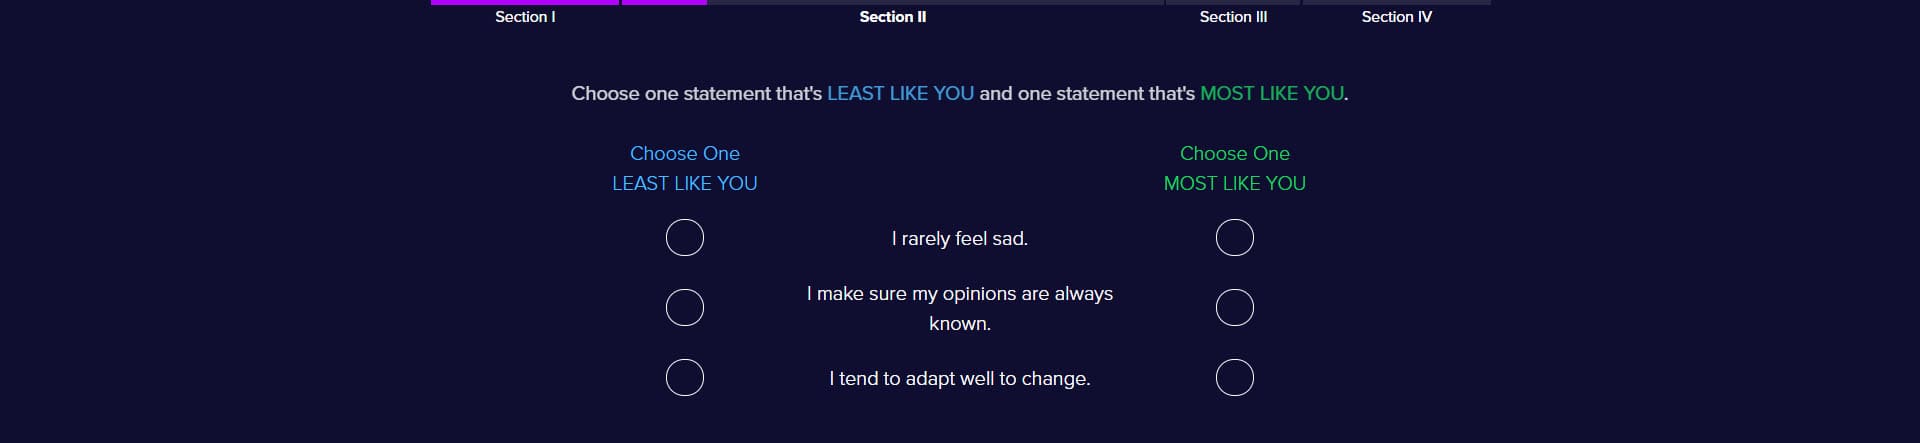 Section I
Section II
Section III
Section IV
Choose one statement that's LEAST LIKE YOU and one statement that's MOST LIKE YOU.
Choose One
LEAST LIKE YOU
Choose One
MOST LIKE YOU
I rarely feel sad.
I make sure my opinions are always
known.
I tend to adapt well to change.